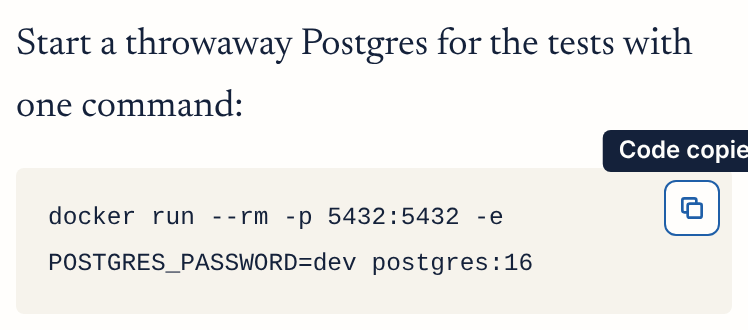 Start a throwaway Postgres for the tests with
one command:
Code copie
docker run --rm -p 5432:5432 -e
POSTGRES_PASSWORD=dev postgres:16